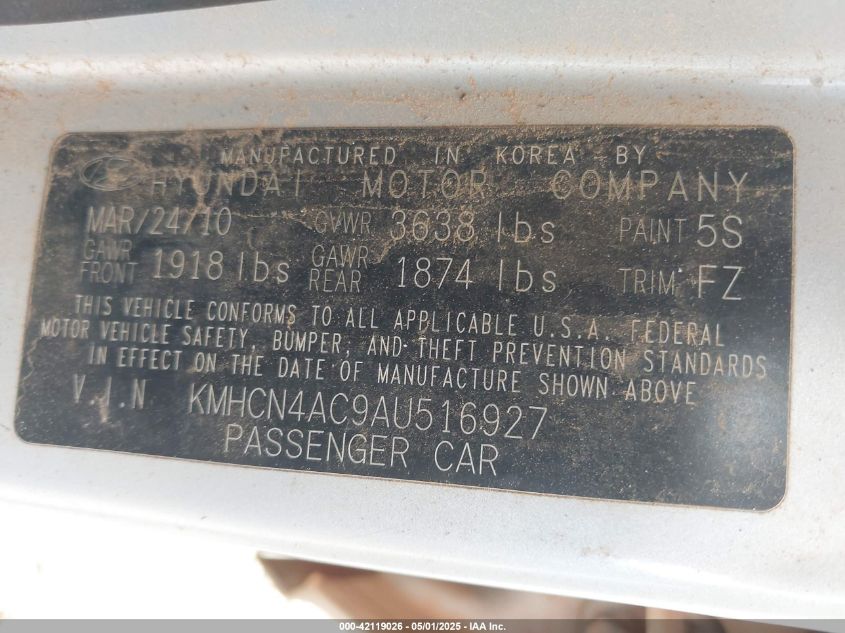 MANUFACTURED IN KOREA BY
HYUNDAI MOTOR COMPANY
MAR/24/10 GVWR 3638 lbs PAINT 5S
GAWR FRONT 1918 lbs GAWR REAR 1874 lbs TRIM: FZ
THIS VEHICLE CONFORMS TO ALL APPLICABLE U.S.A. FEDERAL
MOTOR VEHICLE SAFETY, BUMPER, AND THEFT PREVENTION STANDARDS
IN EFFECT ON THE DATE OF MANUFACTURE SHOWN ABOVE
V.I.N KMHCN4AC9AU516927
PASSENGER CAR
000-42119026 - 05/01/2025 - IAA Inc.